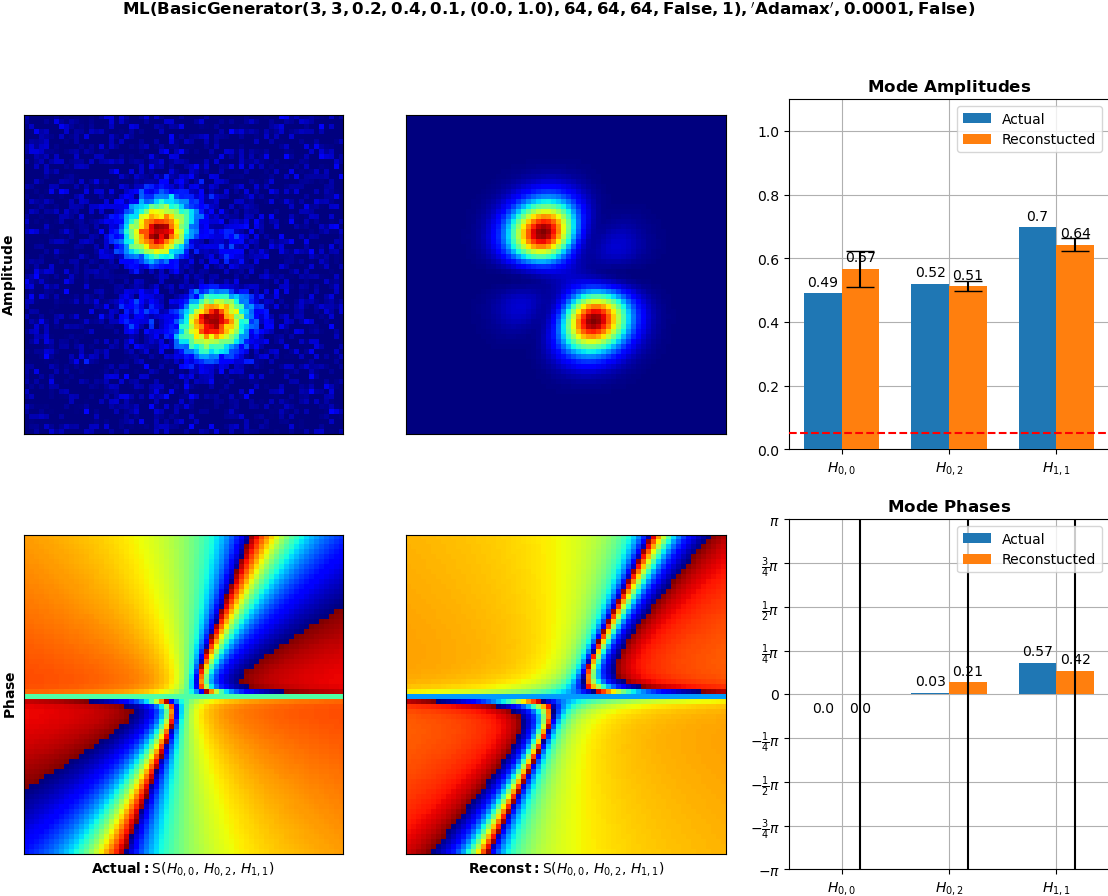 ML(BasicGenerator(3, 3, 0.2, 0.4, 0.1, (0.0, 1.0), 64, 64, 64, False, 1), ′Adamax′, 0.0001, False)
Amplitude
Mode Amplitudes
Actual
Reconstucted
1.0
0.8
0.6
0.4
0.2
0.0
0.49
0.57
0.52
0.51
0.7
0.64
H0,0
H0,2
H1,1
Phase
Actual: S(H0,0, H0,2, H1,1)
Reconst: S(H0,0, H0,2, H1,1)
Mode Phases
Actual
Reconstucted
π
3/4π
1/2π
1/4π
0
−1/4π
−1/2π
−3/4π
−π
0.0
0.0
0.03
0.21
0.57
0.42
H0,0
H0,2
H1,1